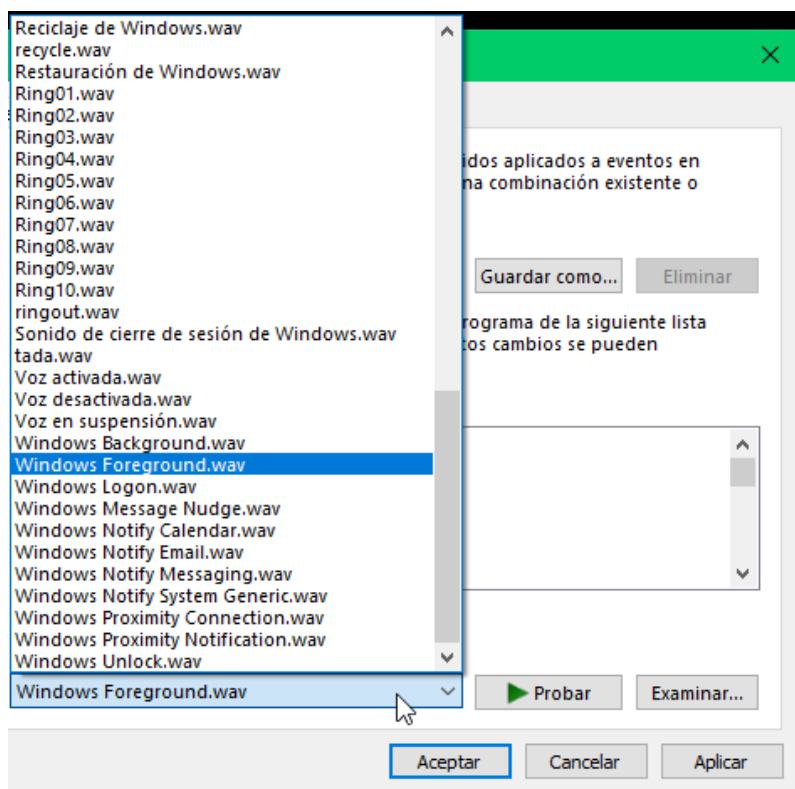 Reciclaje de Windows.wav
recycle.wav
Restauración de Windows.wav
Ring01.wav
Ring02.wav
Ring03.wav
Ring04.wav
Ring05.wav
Ring06.wav
Ring07.wav
Ring08.wav
Ring09.wav
Ring10.wav
ringout.wav
Sonido de cierre de sesión de Windows.wav
tada.wav
Voz activada.wav
Voz desactivada.wav
Voz en suspensión.wav
Windows Background.wav
Windows Foreground.wav
Windows Logon.wav
Windows Message Nudge.wav
Windows Notify Calendar.wav
Windows Notify Email.wav
Windows Notify Messaging.wav
Windows Notify System Generic.wav
Windows Proximity Connection.wav
Windows Proximity Notification.wav
Windows Unlock.wav
idos aplicados a eventos en
na combinación existente o
Guardar como... Eliminar
rograma de la siguiente lista
os cambios se pueden
Windows Foreground.wav Probar Examinar...
Aceptar Cancelar Aplicar